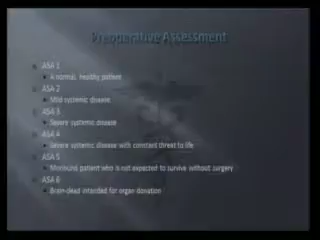 Preoperative Assessment
ASA 1
A normal, healthy patient
ASA 2
Mild systemic disease
ASA 3
Severe systemic disease
ASA 4
Severe systemic disease with constant threat to life
ASA 5
Moribund patient who is not expected to survive without surgery
ASA 6
Brain-dead intended for organ donation